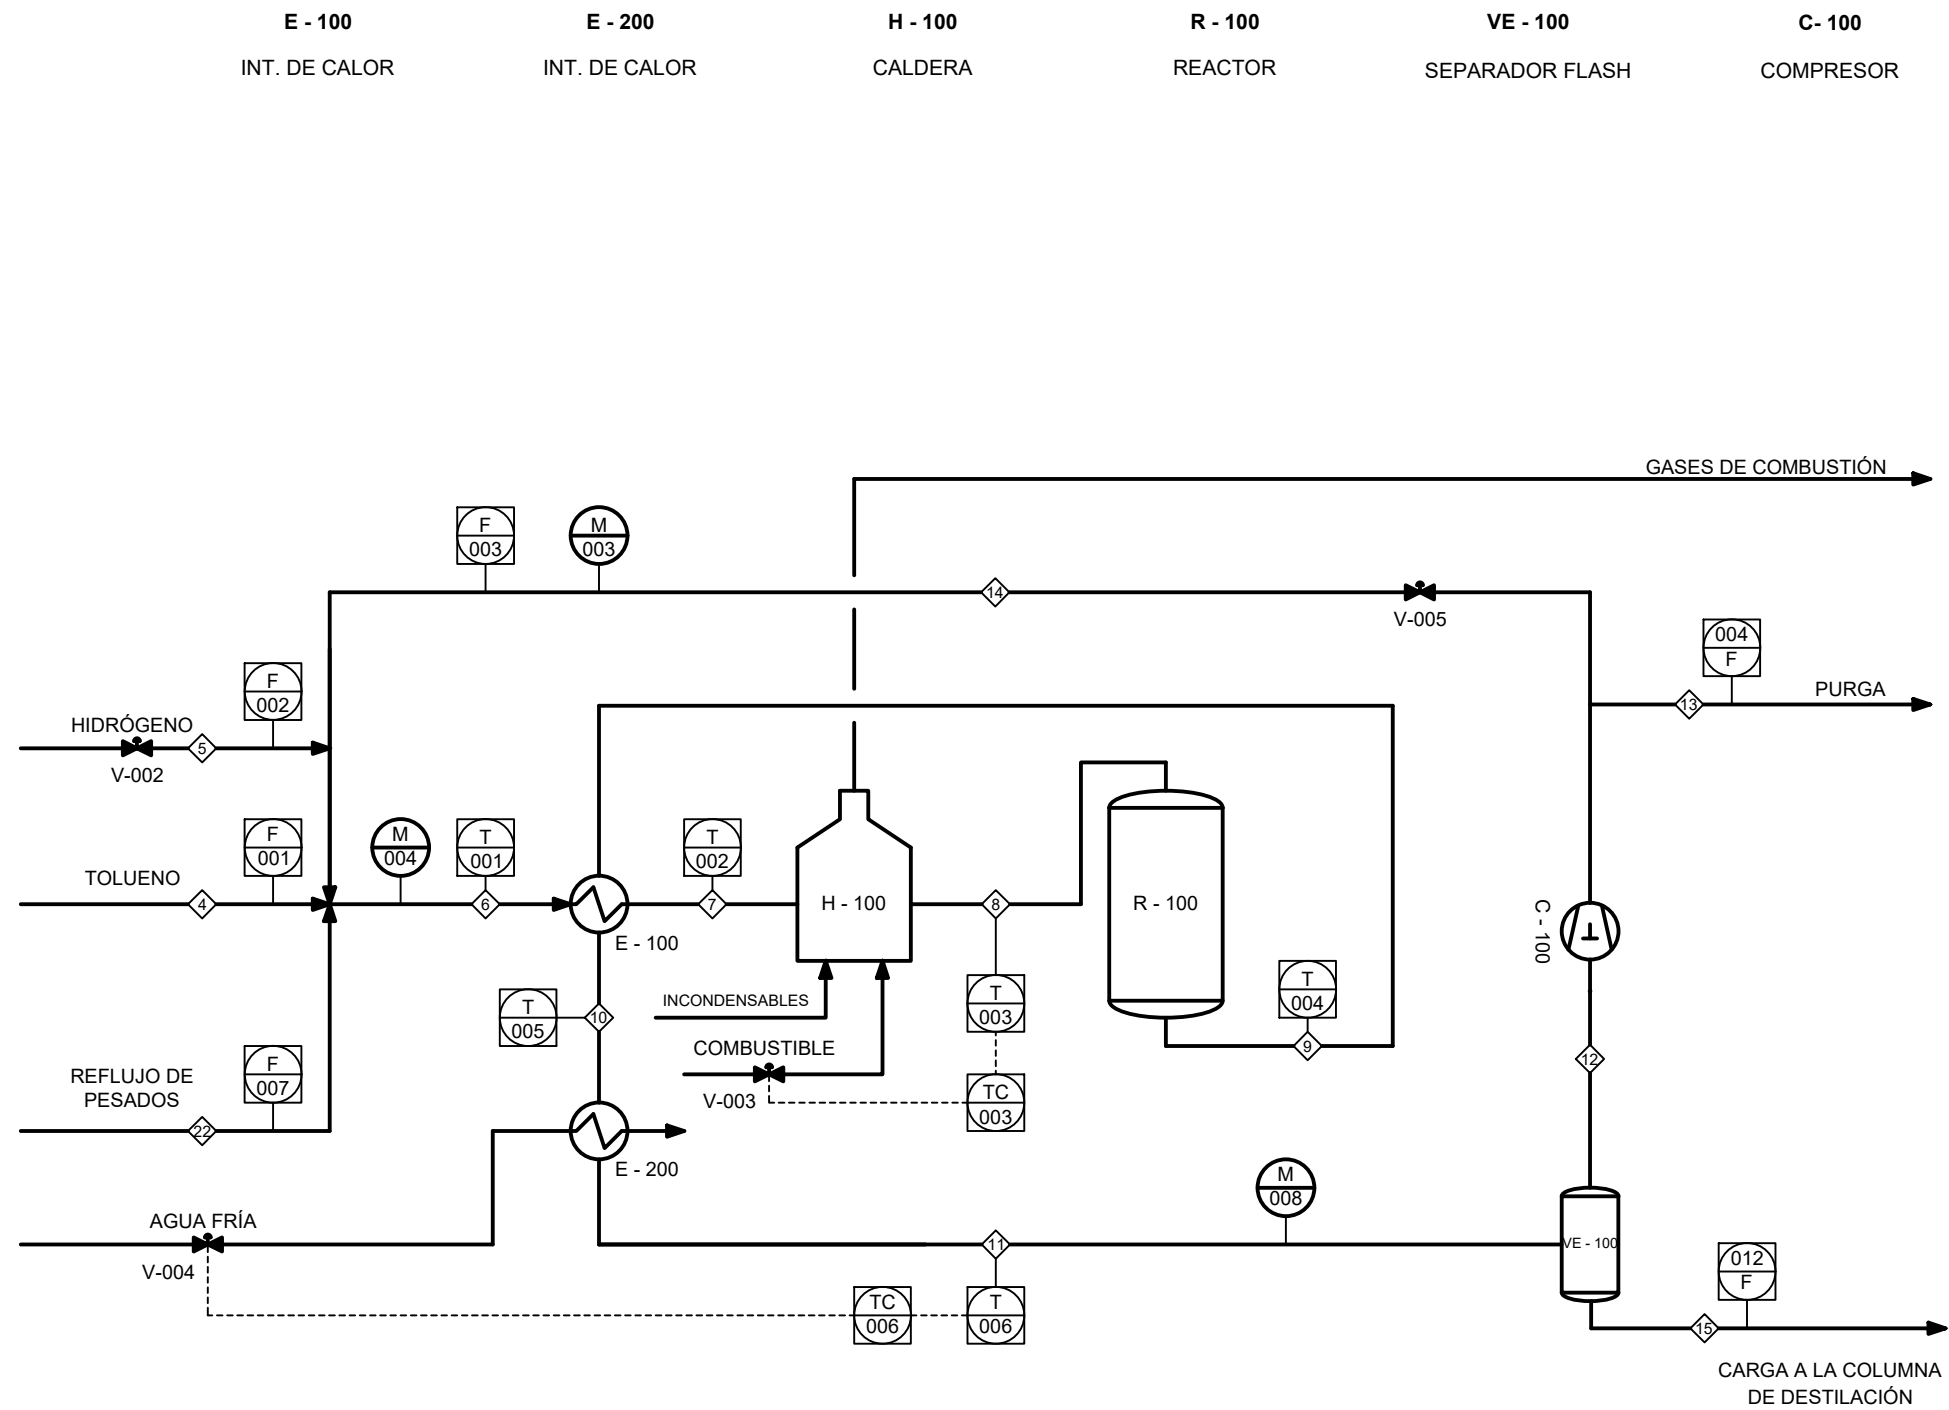 E - 100
E - 200
H - 100
R - 100
VE - 100
C- 100
INT. DE CALOR
INT. DE CALOR
CALDERA
REACTOR
SEPARADOR FLASH
COMPRESOR
GASES DE COMBUSTIÓN
F
003
M
003
14
V-005
004
F
F
002
PURGA
13
HIDRÓGENO
5
V-002
F
001
M
004
T
001
T
002
TOLUENO
4
6
7
H - 100
8
R - 100
C - 100
E - 100
T
004
INCONDENSABLES
T
003
T
005
10
9
COMBUSTIBLE
12
F
007
REFLUJO DE
PESADOS
V-003
TC
003
22
E - 200
M
008
AGUA FRÍA
11
VE - 100
V-004
012
F
TC
006
T
006
15
CARGA A LA COLUMNA
DE DESTILACIÓN